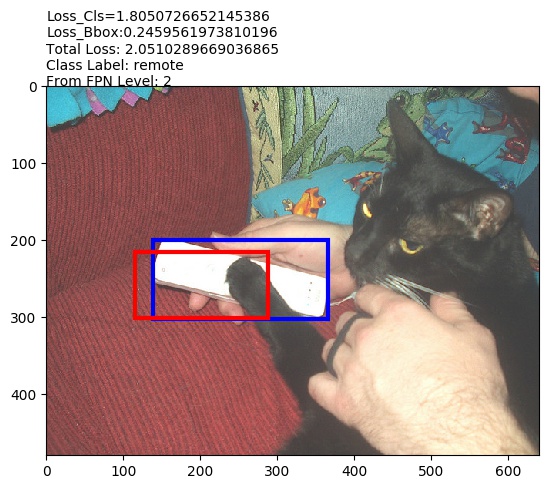 Loss_Cls=1.8050726652145386
Loss_Bbox:0.2459561973810196
Total Loss: 2.0510289669036865
Class Label: remote
From FPN Level: 2
0
100
200
300
400
0 100 200 300 400 500 600